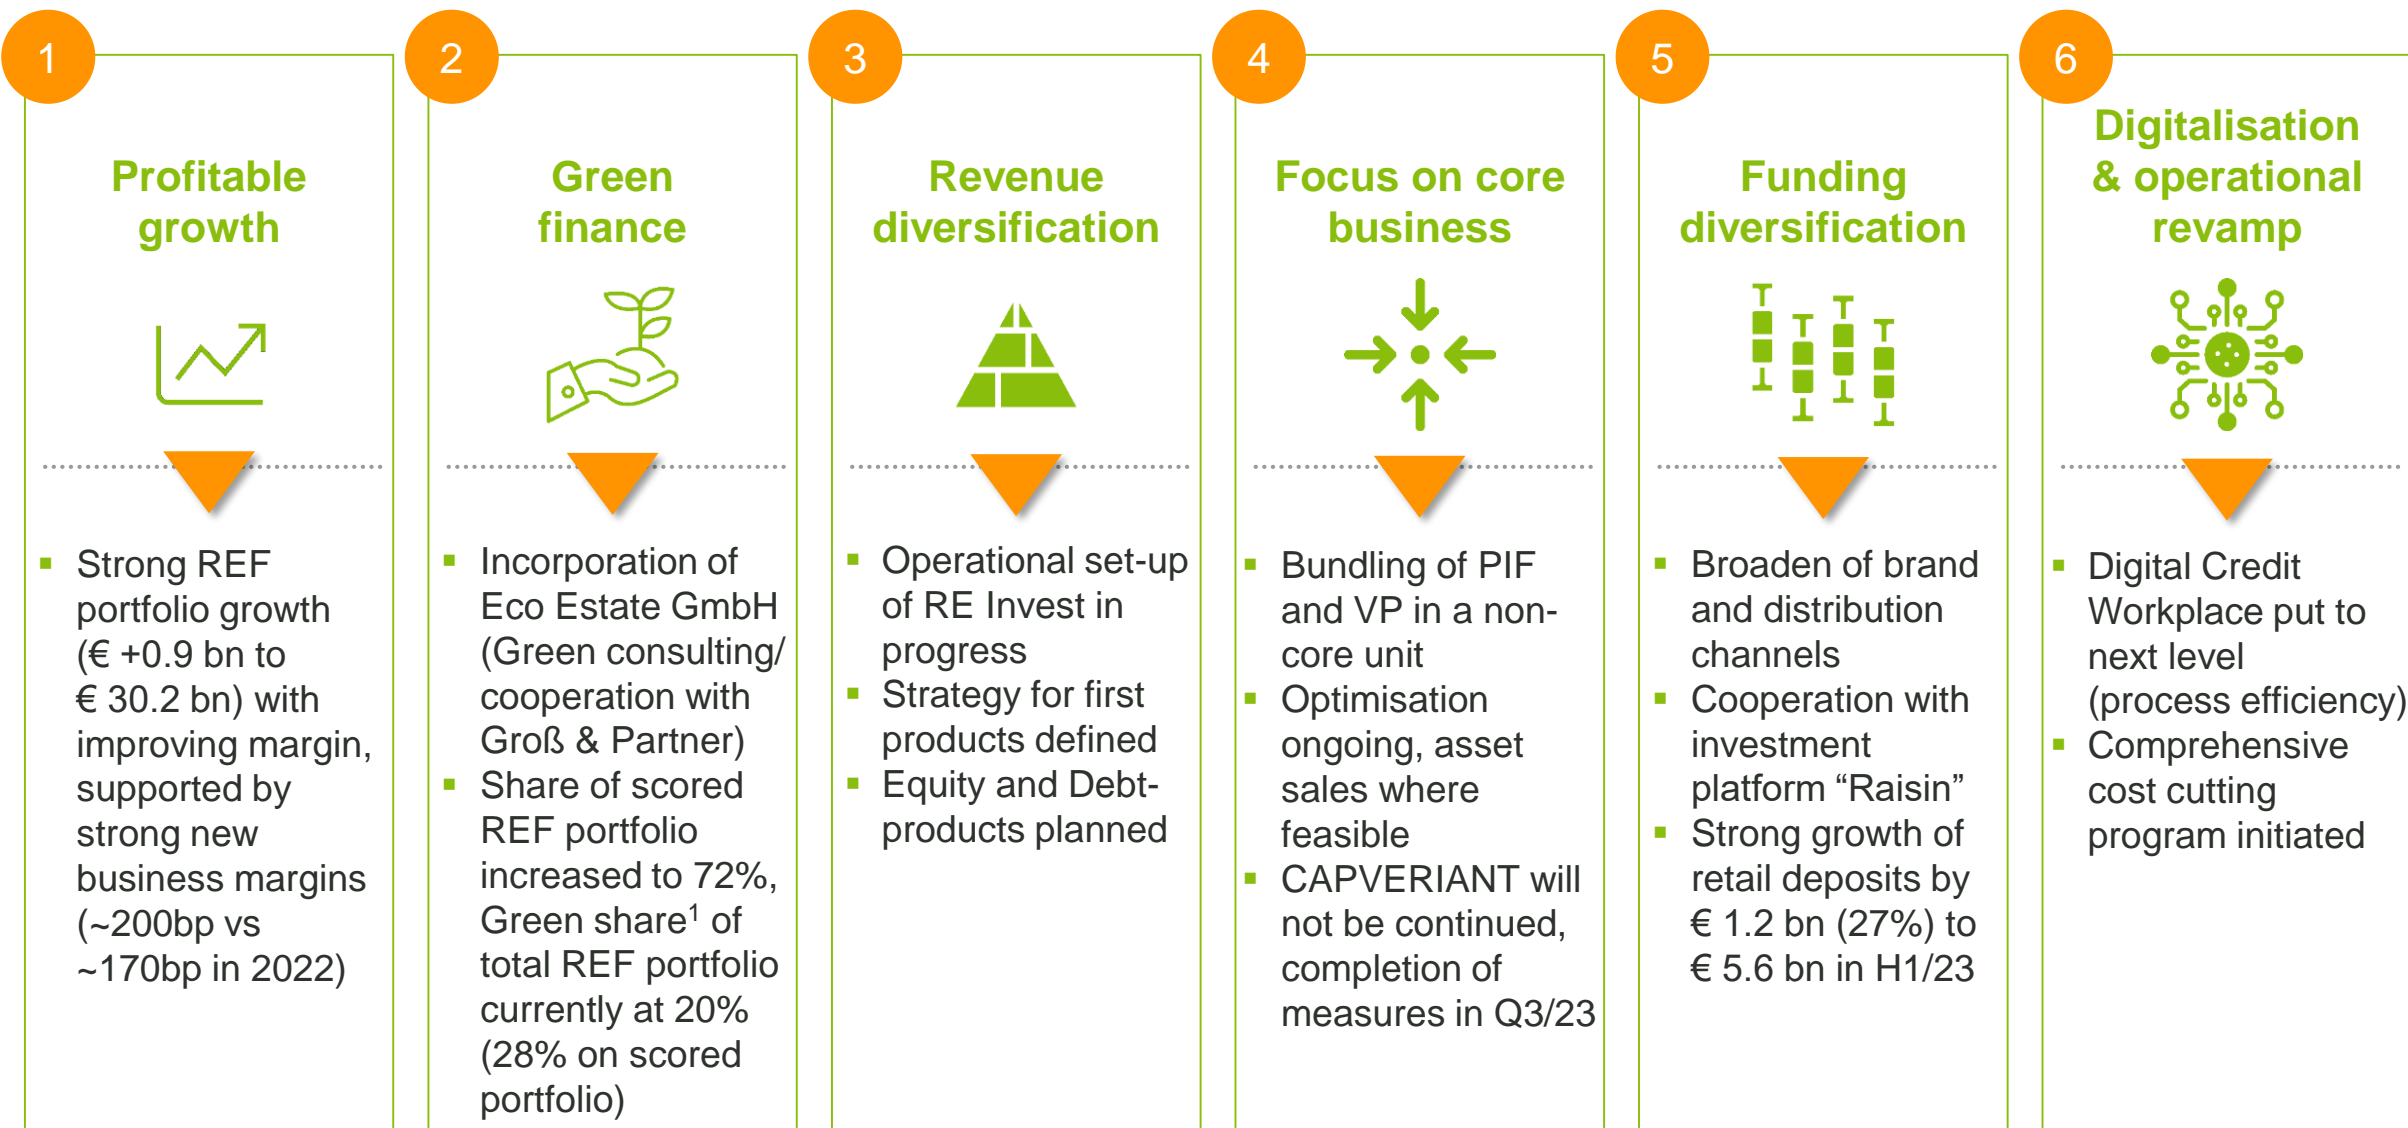 1
Profitable
growth
▪ Strong REF
portfolio growth
(€ +0.9 bn to
€ 30.2 bn) with
improving margin,
supported by
strong new
business margins
(~200bp vs
~170bp in 2022)
2
Green
finance
▪ Incorporation of
Eco Estate GmbH
(Green consulting/
cooperation with
Groß & Partner)
▪ Share of scored
REF portfolio
increased to 72%,
Green share¹ of
total REF portfolio
currently at 20%
(28% on scored
portfolio)
3
Revenue
diversification
▪ Operational set-up
of RE Invest in
progress
▪ Strategy for first
products defined
▪ Equity and Debt-
products planned
4
Focus on core
business
▪ Bundling of PIF
and VP in a non-
core unit
▪ Optimisation
ongoing, asset
sales where
feasible
▪ CAPVERIANT will
not be continued,
completion of
measures in Q3/23
5
Funding
diversification
▪ Broaden of brand
and distribution
channels
▪ Cooperation with
investment
platform “Raisin”
▪ Strong growth of
retail deposits by
€ 1.2 bn (27%) to
€ 5.6 bn in H1/23
6
Digitalisation
& operational
revamp
▪ Digital Credit
Workplace put to
next level
(process efficiency)
▪ Comprehensive
cost cutting
program initiated